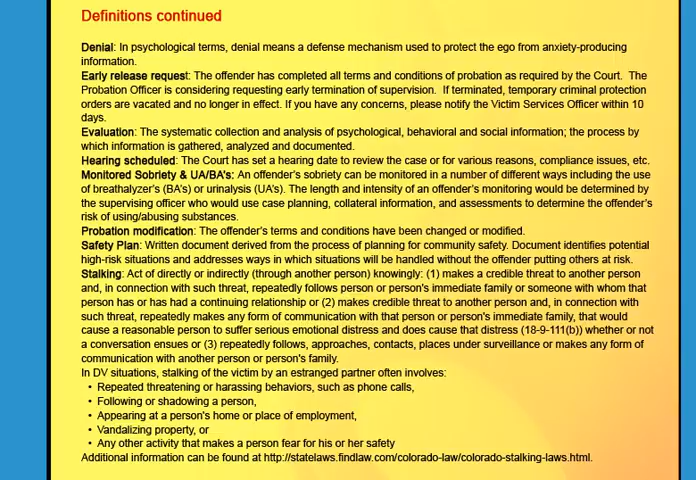 Definitions continued
Denial: In psychological terms, denial means a defense mechanism used to protect the ego from anxiety-producing
information.
Early release request: The offender has completed all terms and conditions of probation as required by the Court.  The
Probation Officer is considering requesting early termination of supervision.  If terminated, temporary criminal protection
orders are vacated and no longer in effect. If you have any concerns, please notify the Victim Services Officer within 10
days.
Evaluation: The systematic collection and analysis of psychological, behavioral and social information; the process by
which information is gathered, analyzed and documented.
Hearing scheduled: The Court has set a hearing date to review the case or for various reasons, compliance issues, etc.
Monitored Sobriety & UA/BA's: An offender's sobriety can be monitored in a number of different ways including the use
of breathalyzer's (BA's) or urinalysis (UA's). The length and intensity of an offender's monitoring would be determined by
the supervising officer who would use case planning, collateral information, and assessments to determine the offender's
risk of using/abusing substances.
Probation modification: The offender's terms and conditions have been changed or modified.
Safety Plan: Written document derived from the process of planning for community safety. Document identifies potential
high-risk situations and addresses ways in which situations will be handled without the offender putting others at risk.
Stalking: Act of directly or indirectly (through another person) knowingly: (1) makes a credible threat to another person
and, in connection with such threat, repeatedly follows person or person's immediate family or someone with whom that
person has or has had a continuing relationship or (2) makes credible threat to another person and, in connection with
such threat, repeatedly makes any form of communication with that person or person's immediate family, that would
cause a reasonable person to suffer serious emotional distress and does cause that distress (18-9-111(b)) whether or not
a conversation ensues or (3) repeatedly follows, approaches, contacts, places under surveillance or makes any form of
communication with another person or person's family.
In DV situations, stalking of the victim by an estranged partner often involves:
• Repeated threatening or harassing behaviors, such as phone calls,
• Following or shadowing a person,
• Appearing at a person's home or place of employment,
• Vandalizing property, or
• Any other activity that makes a person fear for his or her safety
Additional information can be found at http://statelaws.findlaw.com/colorado-law/colorado-stalking-laws.html.